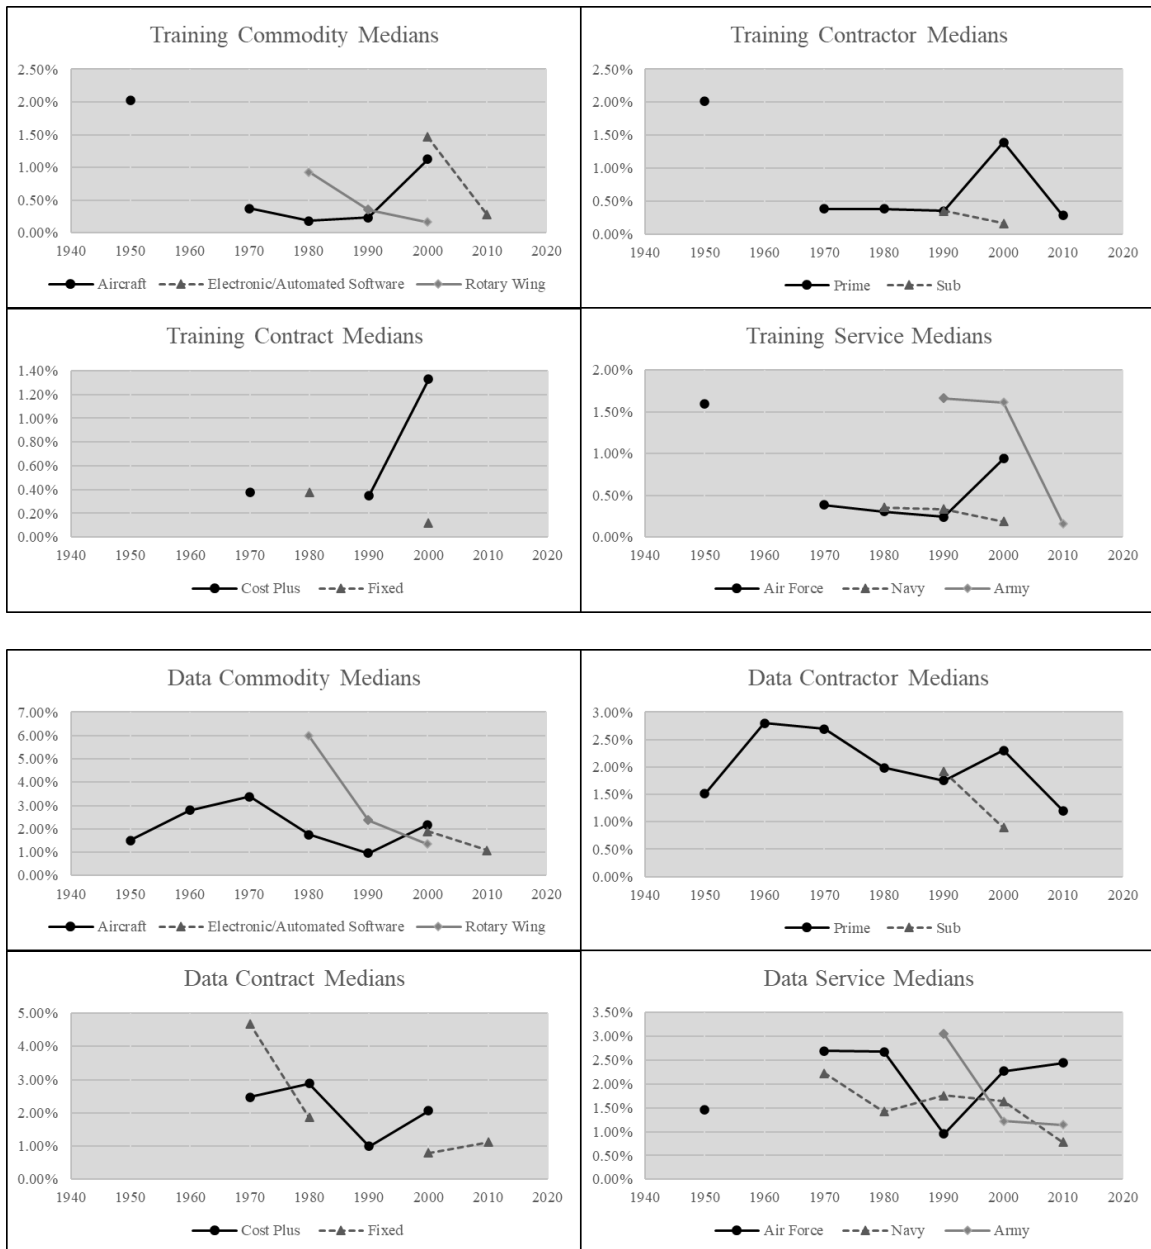 Training Commodity Medians
2.50%
2.00%
1.50%
1.00%
0.50%
0.00%
1940 1950 1960 1970 1980 1990 2000 2010 2020
Aircraft Electronic/Automated Software Rotary Wing
Training Contractor Medians
2.50%
2.00%
1.50%
1.00%
0.50%
0.00%
1940 1950 1960 1970 1980 1990 2000 2010 2020
Prime Sub
Training Contract Medians
1.40%
1.20%
1.00%
0.80%
0.60%
0.40%
0.20%
0.00%
1940 1950 1960 1970 1980 1990 2000 2010 2020
Cost Plus Fixed
Training Service Medians
2.00%
1.50%
1.00%
0.50%
0.00%
1940 1950 1960 1970 1980 1990 2000 2010 2020
Air Force Navy Army
Data Commodity Medians
7.00%
6.00%
5.00%
4.00%
3.00%
2.00%
1.00%
0.00%
1940 1950 1960 1970 1980 1990 2000 2010 2020
Aircraft Electronic/Automated Software Rotary Wing
Data Contractor Medians
3.00%
2.50%
2.00%
1.50%
1.00%
0.50%
0.00%
1940 1950 1960 1970 1980 1990 2000 2010 2020
Prime Sub
Data Contract Medians
5.00%
4.00%
3.00%
2.00%
1.00%
0.00%
1940 1950 1960 1970 1980 1990 2000 2010 2020
Cost Plus Fixed
Data Service Medians
3.50%
3.00%
2.50%
2.00%
1.50%
1.00%
0.50%
0.00%
1940 1950 1960 1970 1980 1990 2000 2010 2020
Air Force Navy Army